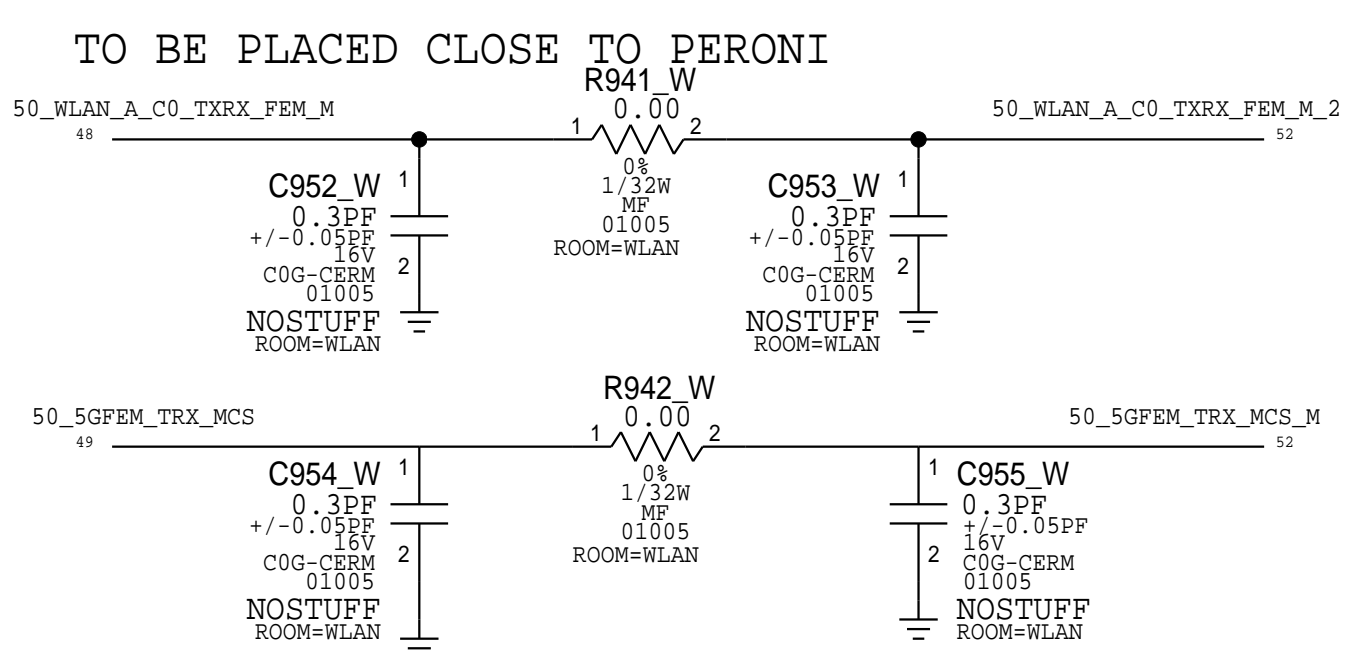 TO BE PLACED CLOSE TO PERONI
R941_W
0.00
50_WLAN_A_C0_TXRX_FEM_M
50_WLAN_A_C0_TXRX_FEM_M_2
48
1
2
52
0%
1/32W
MF
01005
ROOM=WLAN
C952_W
1
0.3PF
+/-0.05PF
16V
2
C0G-CERM
01005
NOSTUFF
ROOM=WLAN
C953_W
1
0.3PF
+/-0.05PF
16V
2
C0G-CERM
01005
NOSTUFF
ROOM=WLAN
R942_W
0.00
50_5GFEM_TRX_MCS
50_5GFEM_TRX_MCS_M
49
1
2
52
0%
1/32W
MF
01005
ROOM=WLAN
C954_W
1
0.3PF
+/-0.05PF
16V
2
C0G-CERM
01005
NOSTUFF
ROOM=WLAN
1
C955_W
0.3PF
+/-0.05PF
16V
2
C0G-CERM
01005
NOSTUFF
ROOM=WLAN